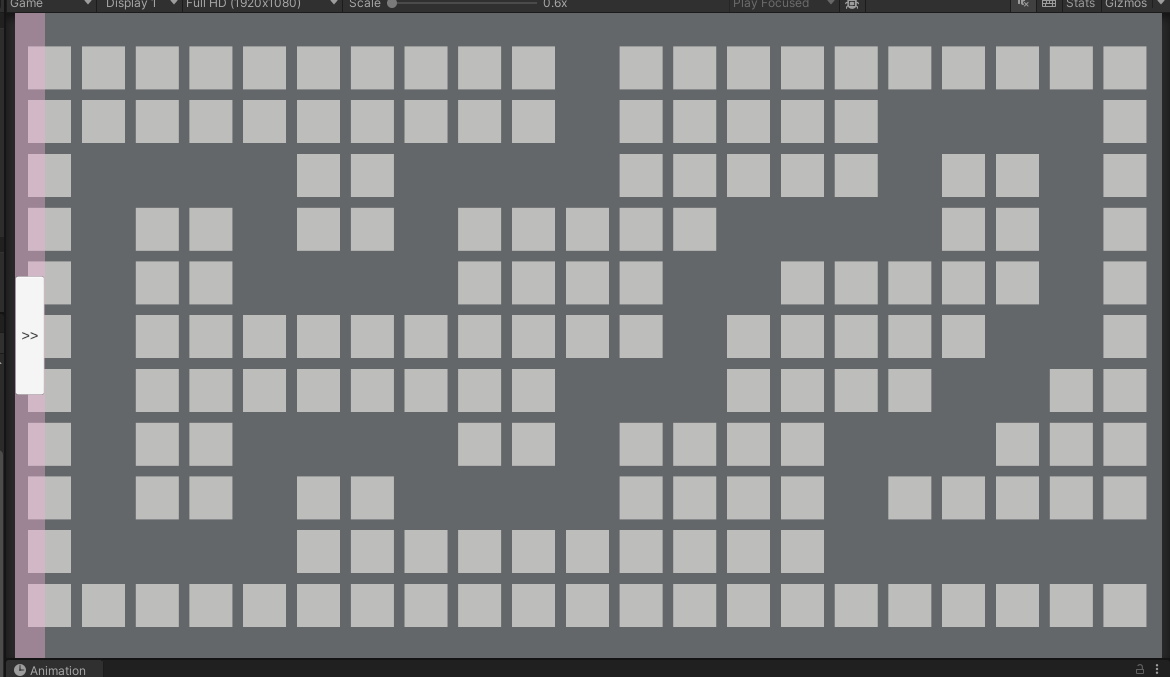 Game Display 1 Full HD (1920x1080) Scale 0.6x Play Focused Stats Gizmos
>>
Animation